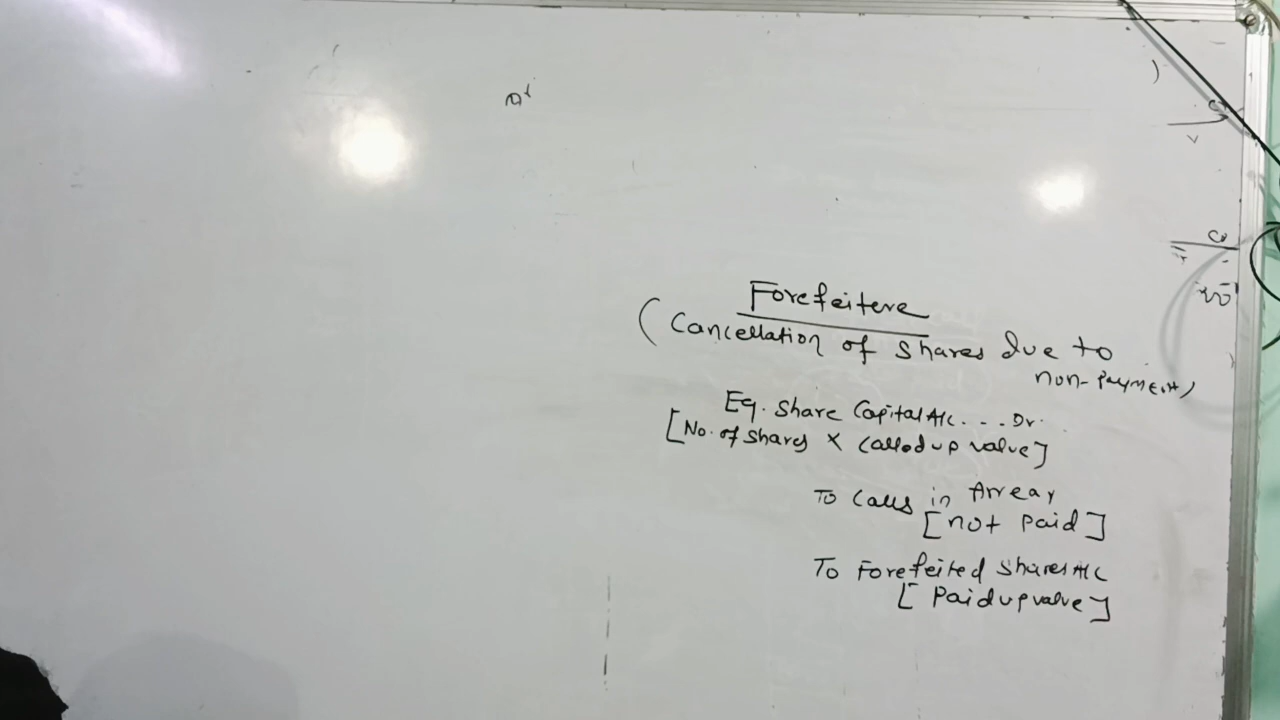 Forefeitere
(Cancellation of shares due to
non-payment)
Eq. share Capital A/c . . . Dr.
[No. of shares × Called up value]
To Calls in Arrear
[not paid]
To Forefeited shares A/c
[Paid up value]